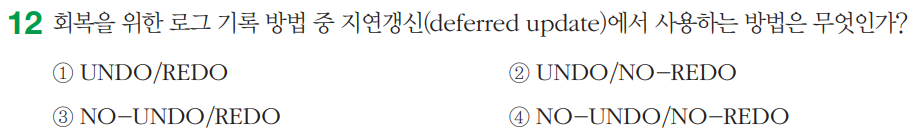 12 회복을 위한 로그 기록 방법 중 지연갱신(deferred update)에서 사용하는 방법은 무엇인가?
① UNDO/REDO ② UNDO/NO-REDO
③ NO-UNDO/REDO ④ NO-UNDO/NO-REDO